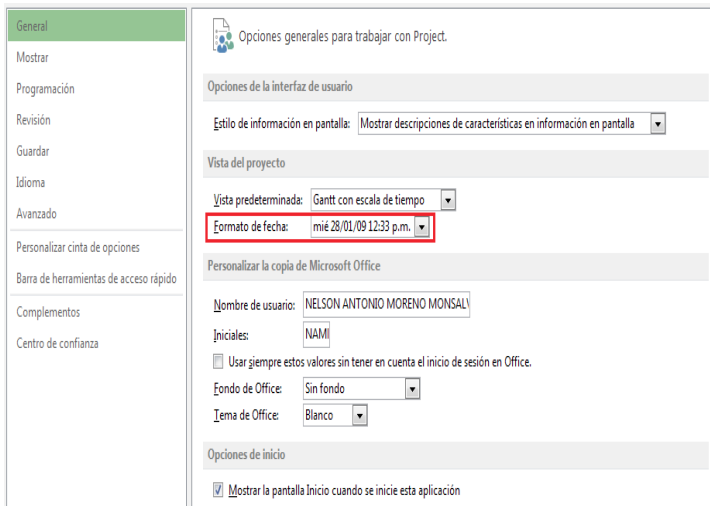 General
Mostrar
Programación
Revisión
Guardar
Idioma
Avanzado
Personalizar cinta de opciones
Barra de herramientas de acceso rápido
Complementos
Centro de confianza
Opciones generales para trabajar con Project.
Opciones de la interfaz de usuario
Estilo de información en pantalla: Mostrar descripciones de características en información en pantalla
Vista del proyecto
Vista predeterminada: Gantt con escala de tiempo
Formato de fecha: mié 28/01/09 12:33 p.m.
Personalizar la copia de Microsoft Office
Nombre de usuario: NELSON ANTONIO MORENO MONSALV
Iniciales: NAMI
Usar siempre estos valores sin tener en cuenta el inicio de sesión en Office.
Fondo de Office: Sin fondo
Tema de Office: Blanco
Opciones de inicio
Mostrar la pantalla Inicio cuando se inicie esta aplicación